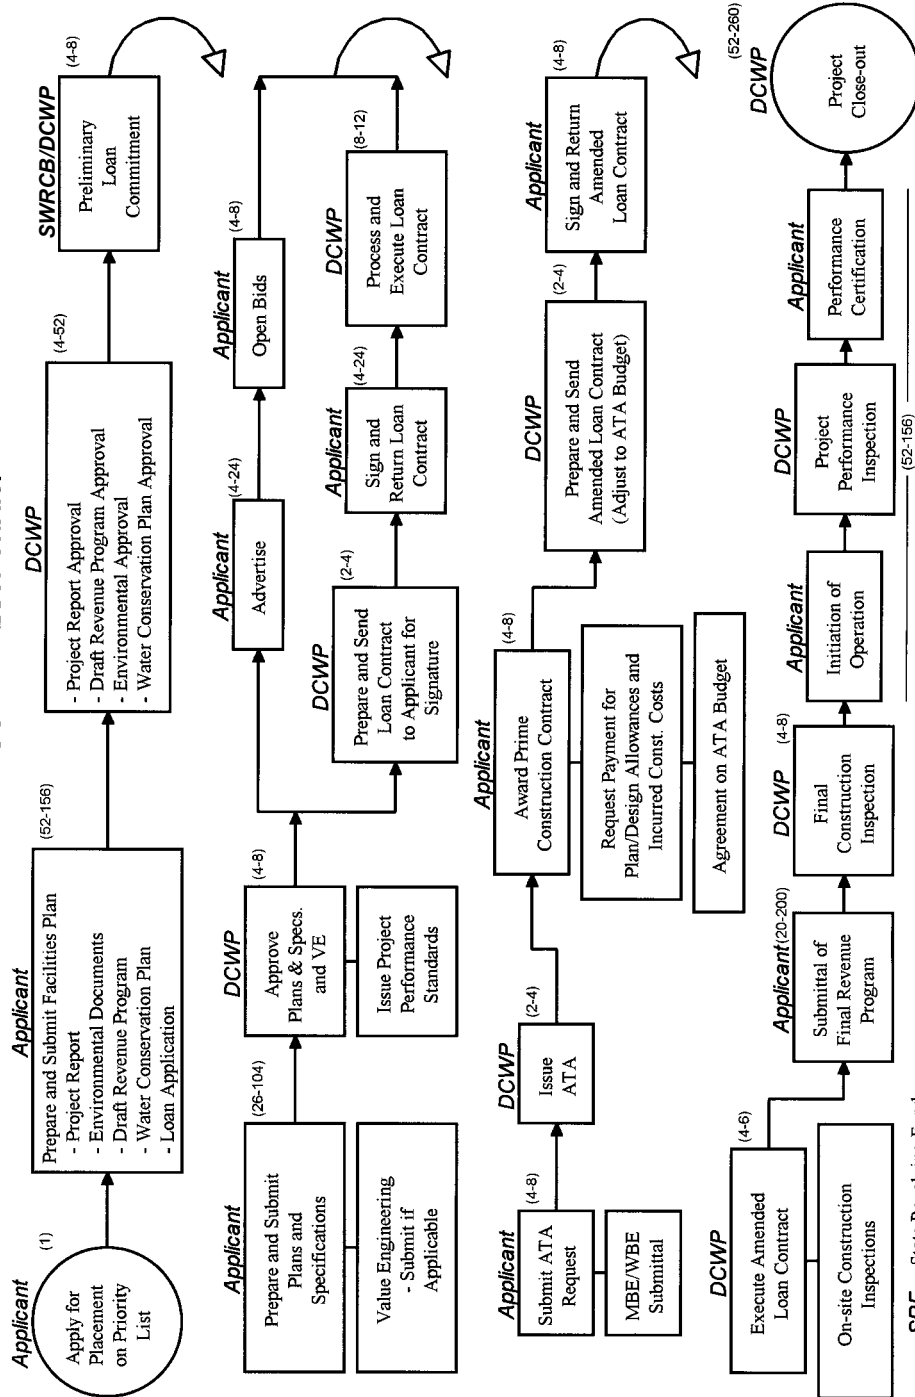 Applicant
(1)
Apply for
Placement
on Priority
List
Applicant
(52-156)
Prepare and Submit Facilities Plan
- Project Report
- Environmental Documents
- Draft Revenue Program
- Water Conservation Plan
- Loan Application
DCWP
(4-52)
- Project Report Approval
- Draft Revenue Program Approval
- Environmental Approval
- Water Conservation Plan Approval
SWRCB/DCWP
(4-8)
Preliminary
Loan
Commitment
Applicant
(26-104)
Prepare and Submit
Plans and
Specifications
Value Engineering
- Submit if
Applicable
DCWP
(4-8)
Approve
Plans & Specs.
and VE
Issue Project
Performance
Standards
Applicant
(4-24)
Advertise
Applicant
(4-8)
Open Bids
DCWP
(2-4)
Prepare and Send
Loan Contract
to Applicant for
Signature
Applicant
(4-24)
Sign and
Return Loan
Contract
DCWP
(8-12)
Process and
Execute Loan
Contract
Applicant
(4-8)
Submit ATA
Request
MBE/WBE
Submittal
DCWP
(2-4)
Issue
ATA
Applicant
(4-8)
Award Prime
Construction Contract
Request Payment for
Plan/Design Allowances and
Incurred Const. Costs
Agreement on ATA Budget
DCWP
(2-4)
Prepare and Send
Amended Loan Contract
(Adjust to ATA Budget)
Applicant
(4-8)
Sign and Return
Amended
Loan Contract
DCWP
(4-6)
Execute Amended
Loan Contract
On-site Construction
Inspections
Applicant (20-200)
Submittal of
Final Revenue
Program
DCWP
(4-8)
Final
Construction
Inspection
Applicant
Initiation of
Operation
DCWP
Project
Performance
Inspection
Applicant
Performance
Certification
(52-156)
DCWP
(52-260)
Project
Close-out